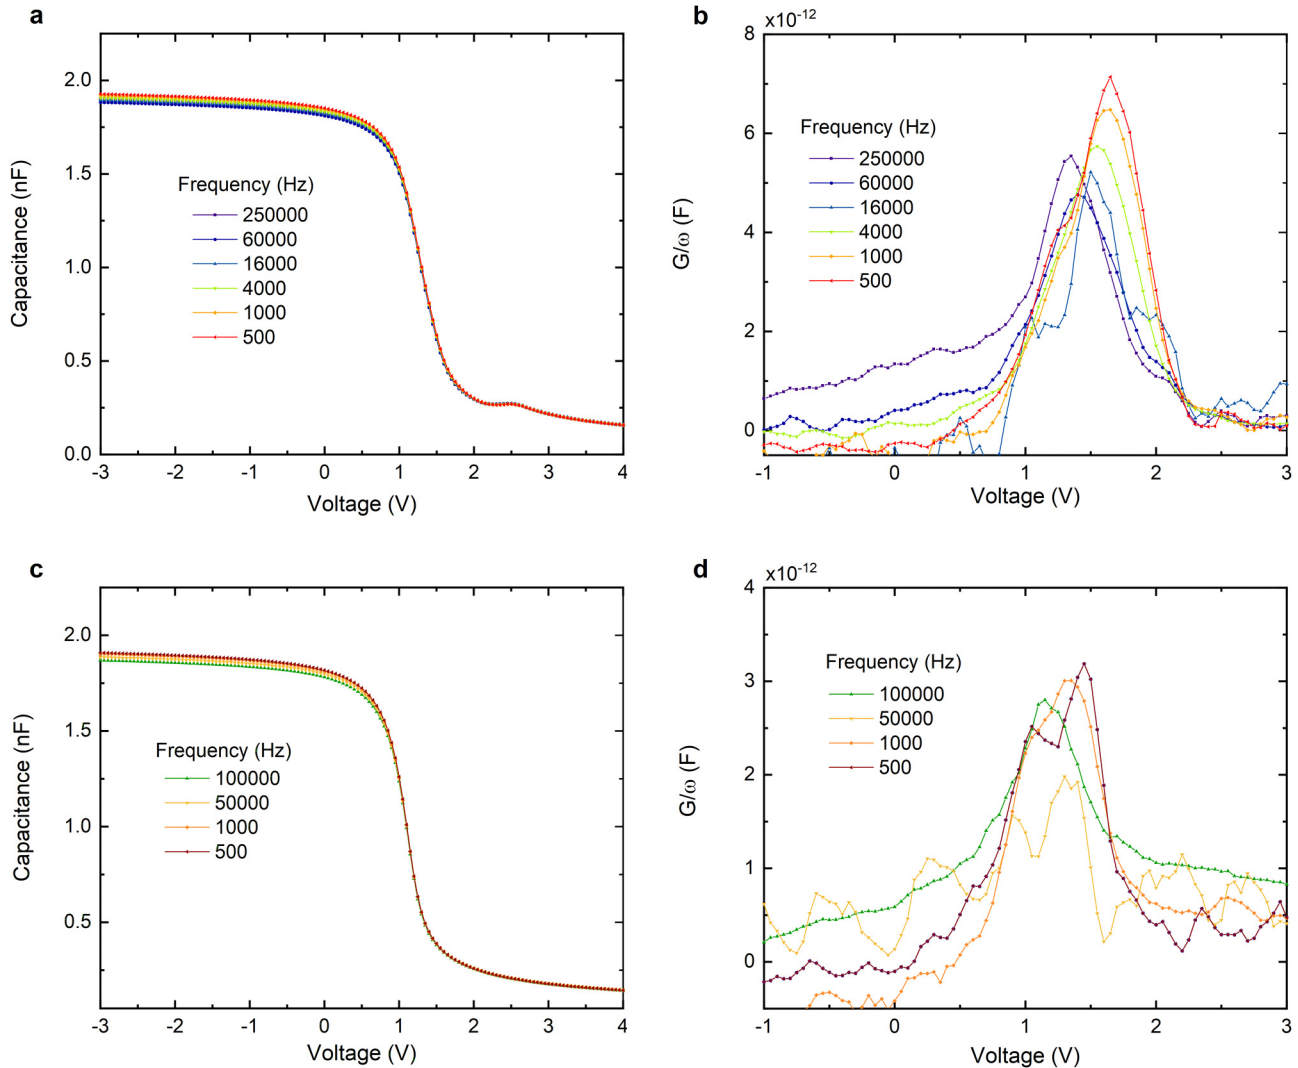 a
Capacitance (nF)
2.0
1.5
1.0
0.5
0.0
Frequency (Hz)
250000
60000
16000
4000
1000
500
-3 -2 -1 0 1 2 3 4
Voltage (V)
b
x10-12
G/ω (F)
8
6
4
2
0
Frequency (Hz)
250000
60000
16000
4000
1000
500
-1 0 1 2 3
Voltage (V)
c
Capacitance (nF)
2.0
1.5
1.0
0.5
Frequency (Hz)
100000
50000
1000
500
-3 -2 -1 0 1 2 3 4
Voltage (V)
d
x10-12
G/ω (F)
4
3
2
1
0
Frequency (Hz)
100000
50000
1000
500
-1 0 1 2 3
Voltage (V)